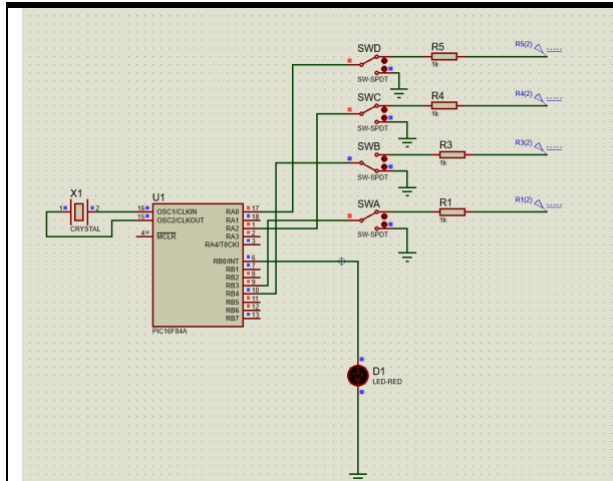 SWD
SW-SPDT
R5
1k
R5(2)
SWC
SW-SPDT
R4
1k
R4(2)
SWB
SW-SPDT
R3
1k
R3(2)
SWA
SW-SPDT
R1
1k
R1(2)
X1
1
2
CRYSTAL
U1
16 OSC1/CLKIN
15 OSC2/CLKOUT
4 MCLR
RA0 17
RA1 18
RA2 1
RA3 2
RA4/T0CKI 3
RB0/INT 6
RB1 7
RB2 8
RB3 9
RB4 10
RB5 11
RB6 12
RB7 13
PIC16F84A
D1
LED-RED